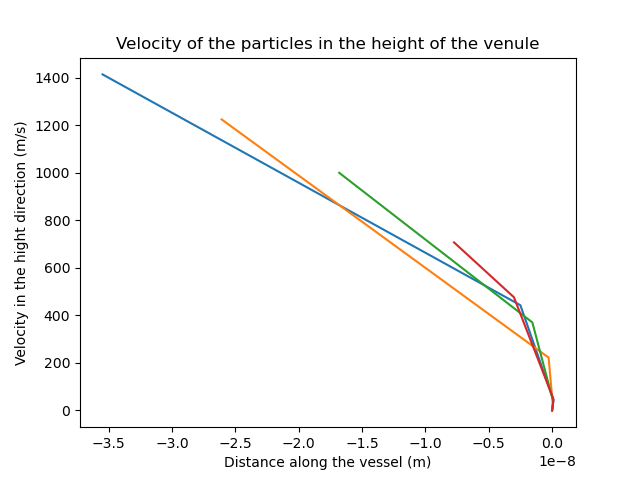 Velocity of the particles in the height of the venule
Velocity in the hight direction (m/s)
1400
1200
1000
800
600
400
200
0
−3.5 −3.0 −2.5 −2.0 −1.5 −1.0 −0.5 0.0
1e−8
Distance along the vessel (m)